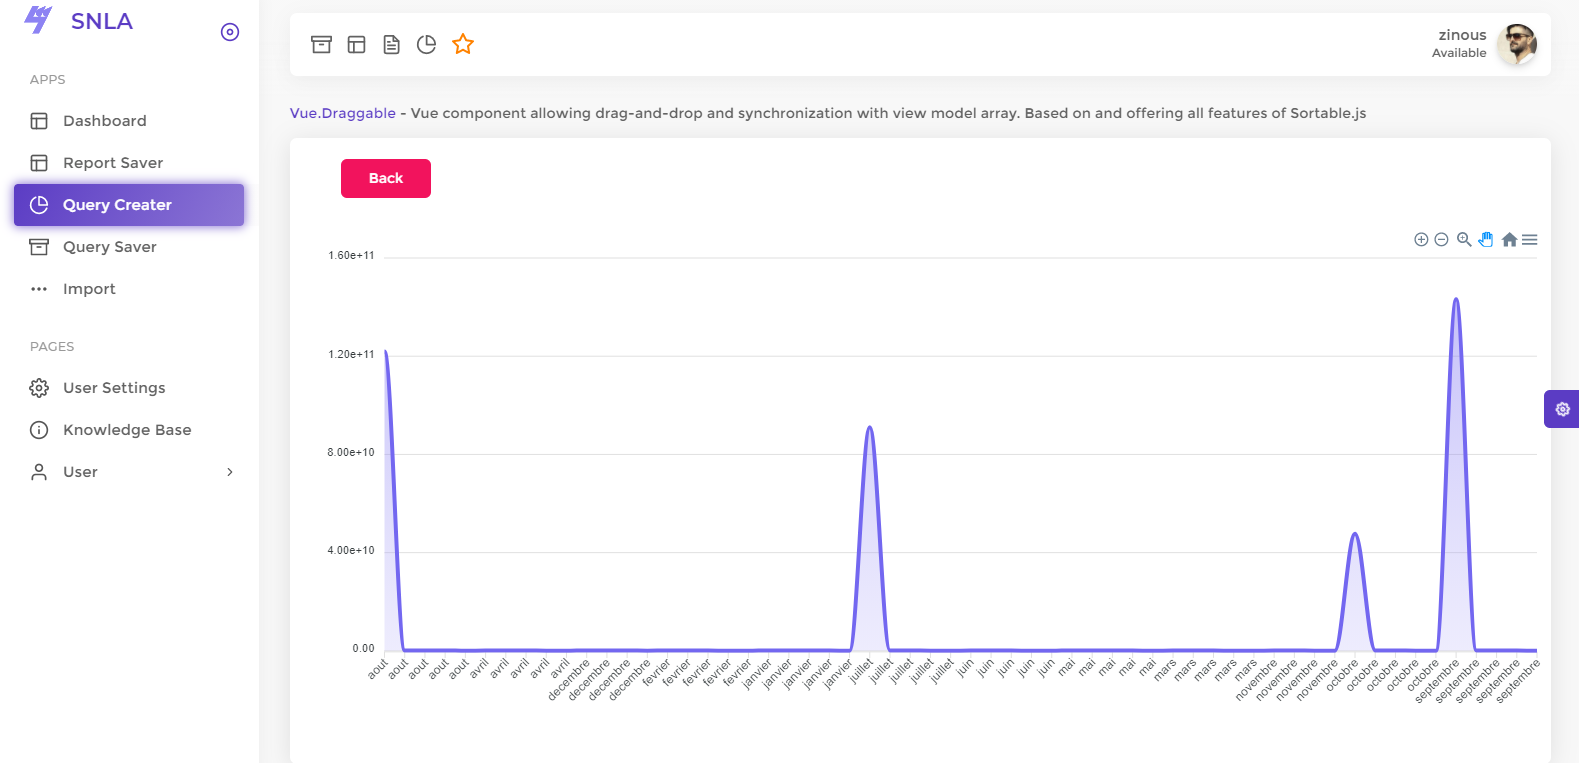 SNLA
APPS
Dashboard
Report Saver
Query Creater
Query Saver
Import
PAGES
User Settings
Knowledge Base
User
zinous
Available
Vue.Draggable - Vue component allowing drag-and-drop and synchronization with view model array. Based on and offering all features of Sortable.js
Back
1.60e+11
1.20e+11
8.00e+10
4.00e+10
0.00
aout
aout
aout
aout
aout
avril
avril
avril
avril
avril
decembre
decembre
decembre
decembre
fevrier
fevrier
fevrier
fevrier
fevrier
janvier
janvier
janvier
janvier
janvier
juillet
juillet
juillet
juillet
juillet
juin
juin
juin
juin
juin
mai
mai
mai
mai
mai
mars
mars
mars
mars
mars
novembre
novembre
novembre
novembre
octobre
octobre
octobre
octobre
octobre
septembre
septembre
septembre
septembre
septembre